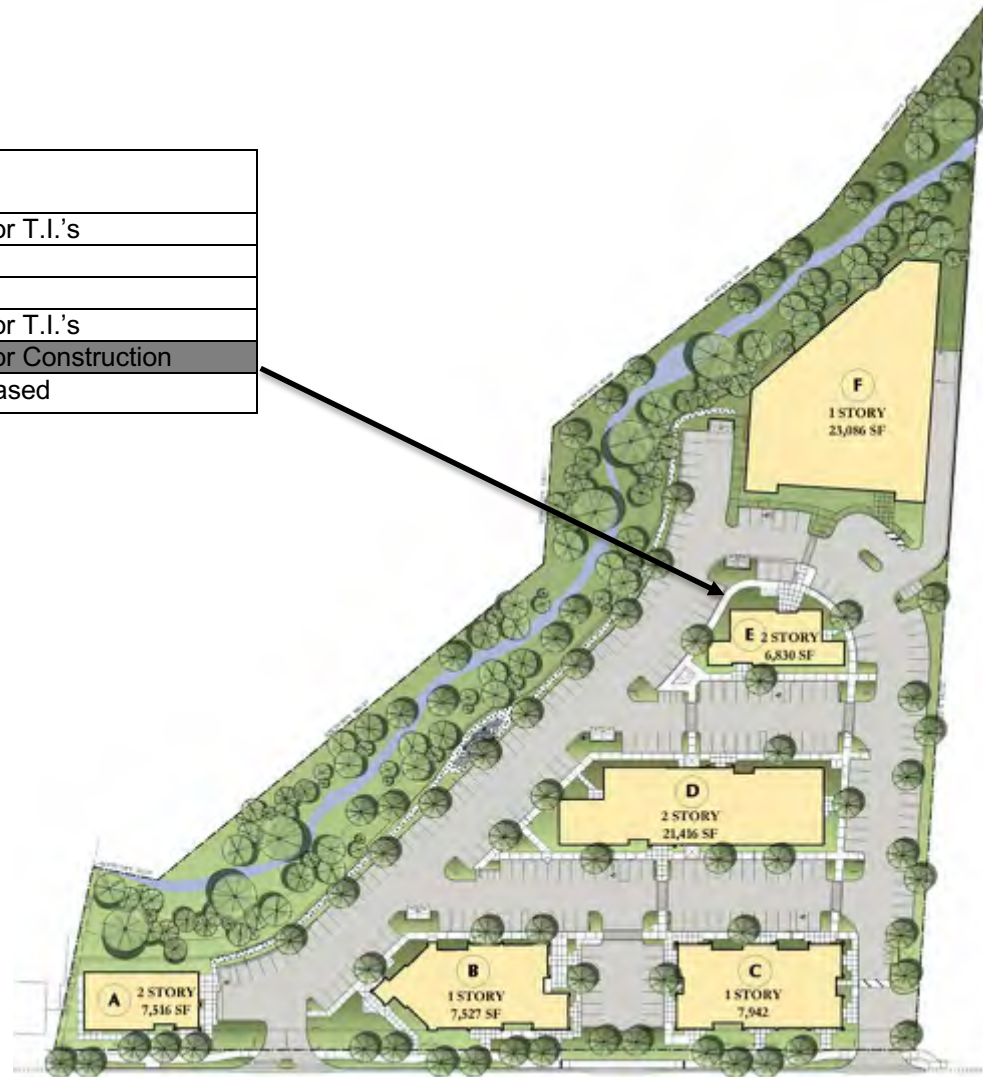 or T.I.'s
or T.I.'s
or Construction
ased
F
1 STORY
23,086 SF
E 2 STORY
6,830 SF
D
2 STORY
21,416 SF
A 2 STORY
7,516 SF
B
1 STORY
7,527 SF
C
1 STORY
7,942